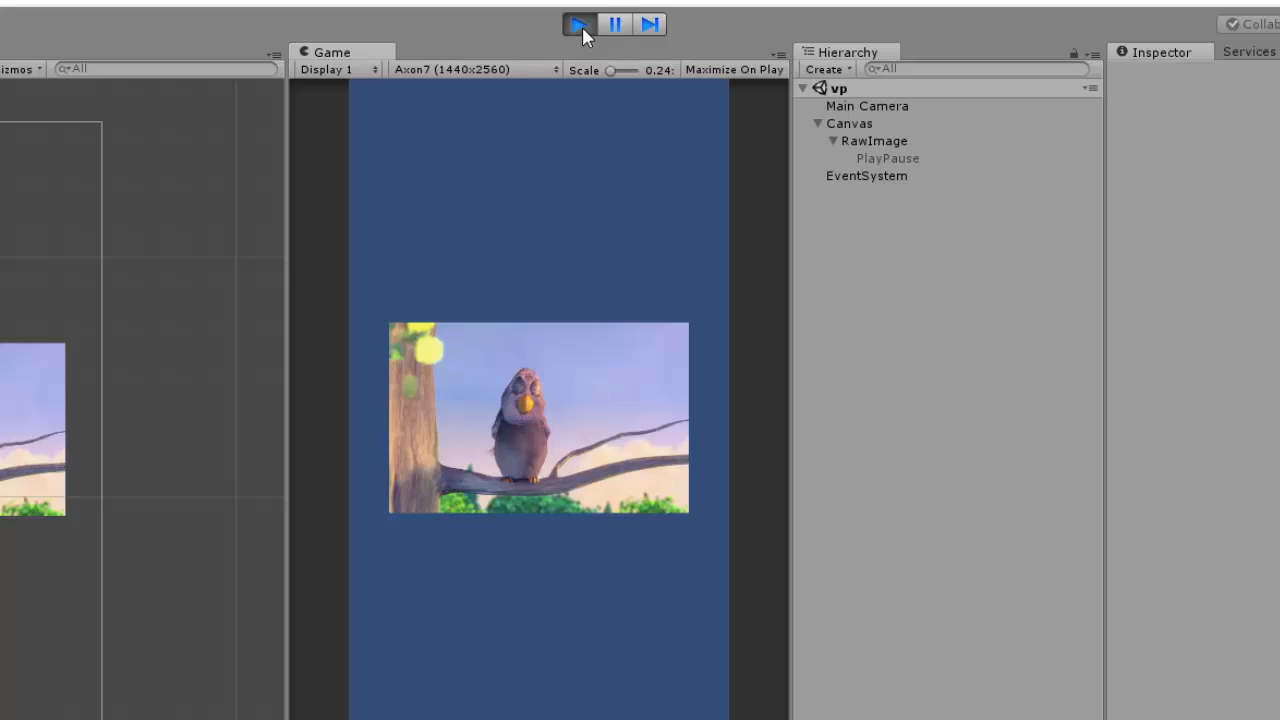 Collab
Game
Hierarchy
Inspector
Services
izmos
All
Display 1
Axon7 (1440x2560)
Scale
0.24:
Maximize On Play
Create
All
vp
Main Camera
Canvas
RawImage
PlayPause
EventSystem